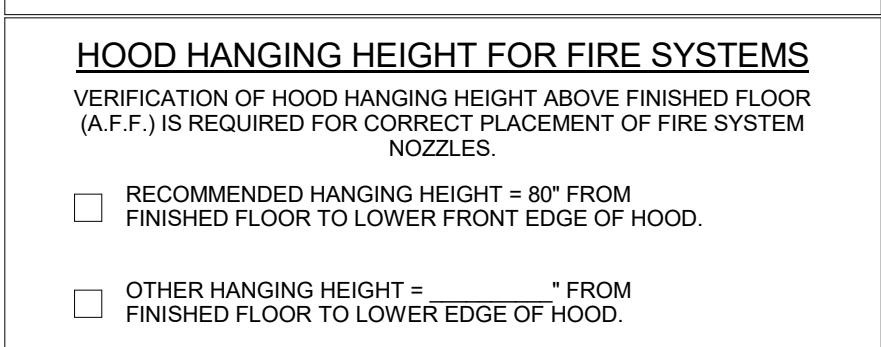 HOOD HANGING HEIGHT FOR FIRE SYSTEMS
VERIFICATION OF HOOD HANGING HEIGHT ABOVE FINISHED FLOOR
(A.F.F.) IS REQUIRED FOR CORRECT PLACEMENT OF FIRE SYSTEM
NOZZLES.
RECOMMENDED HANGING HEIGHT = 80" FROM
FINISHED FLOOR TO LOWER FRONT EDGE OF HOOD.
OTHER HANGING HEIGHT = __________" FROM
FINISHED FLOOR TO LOWER EDGE OF HOOD.